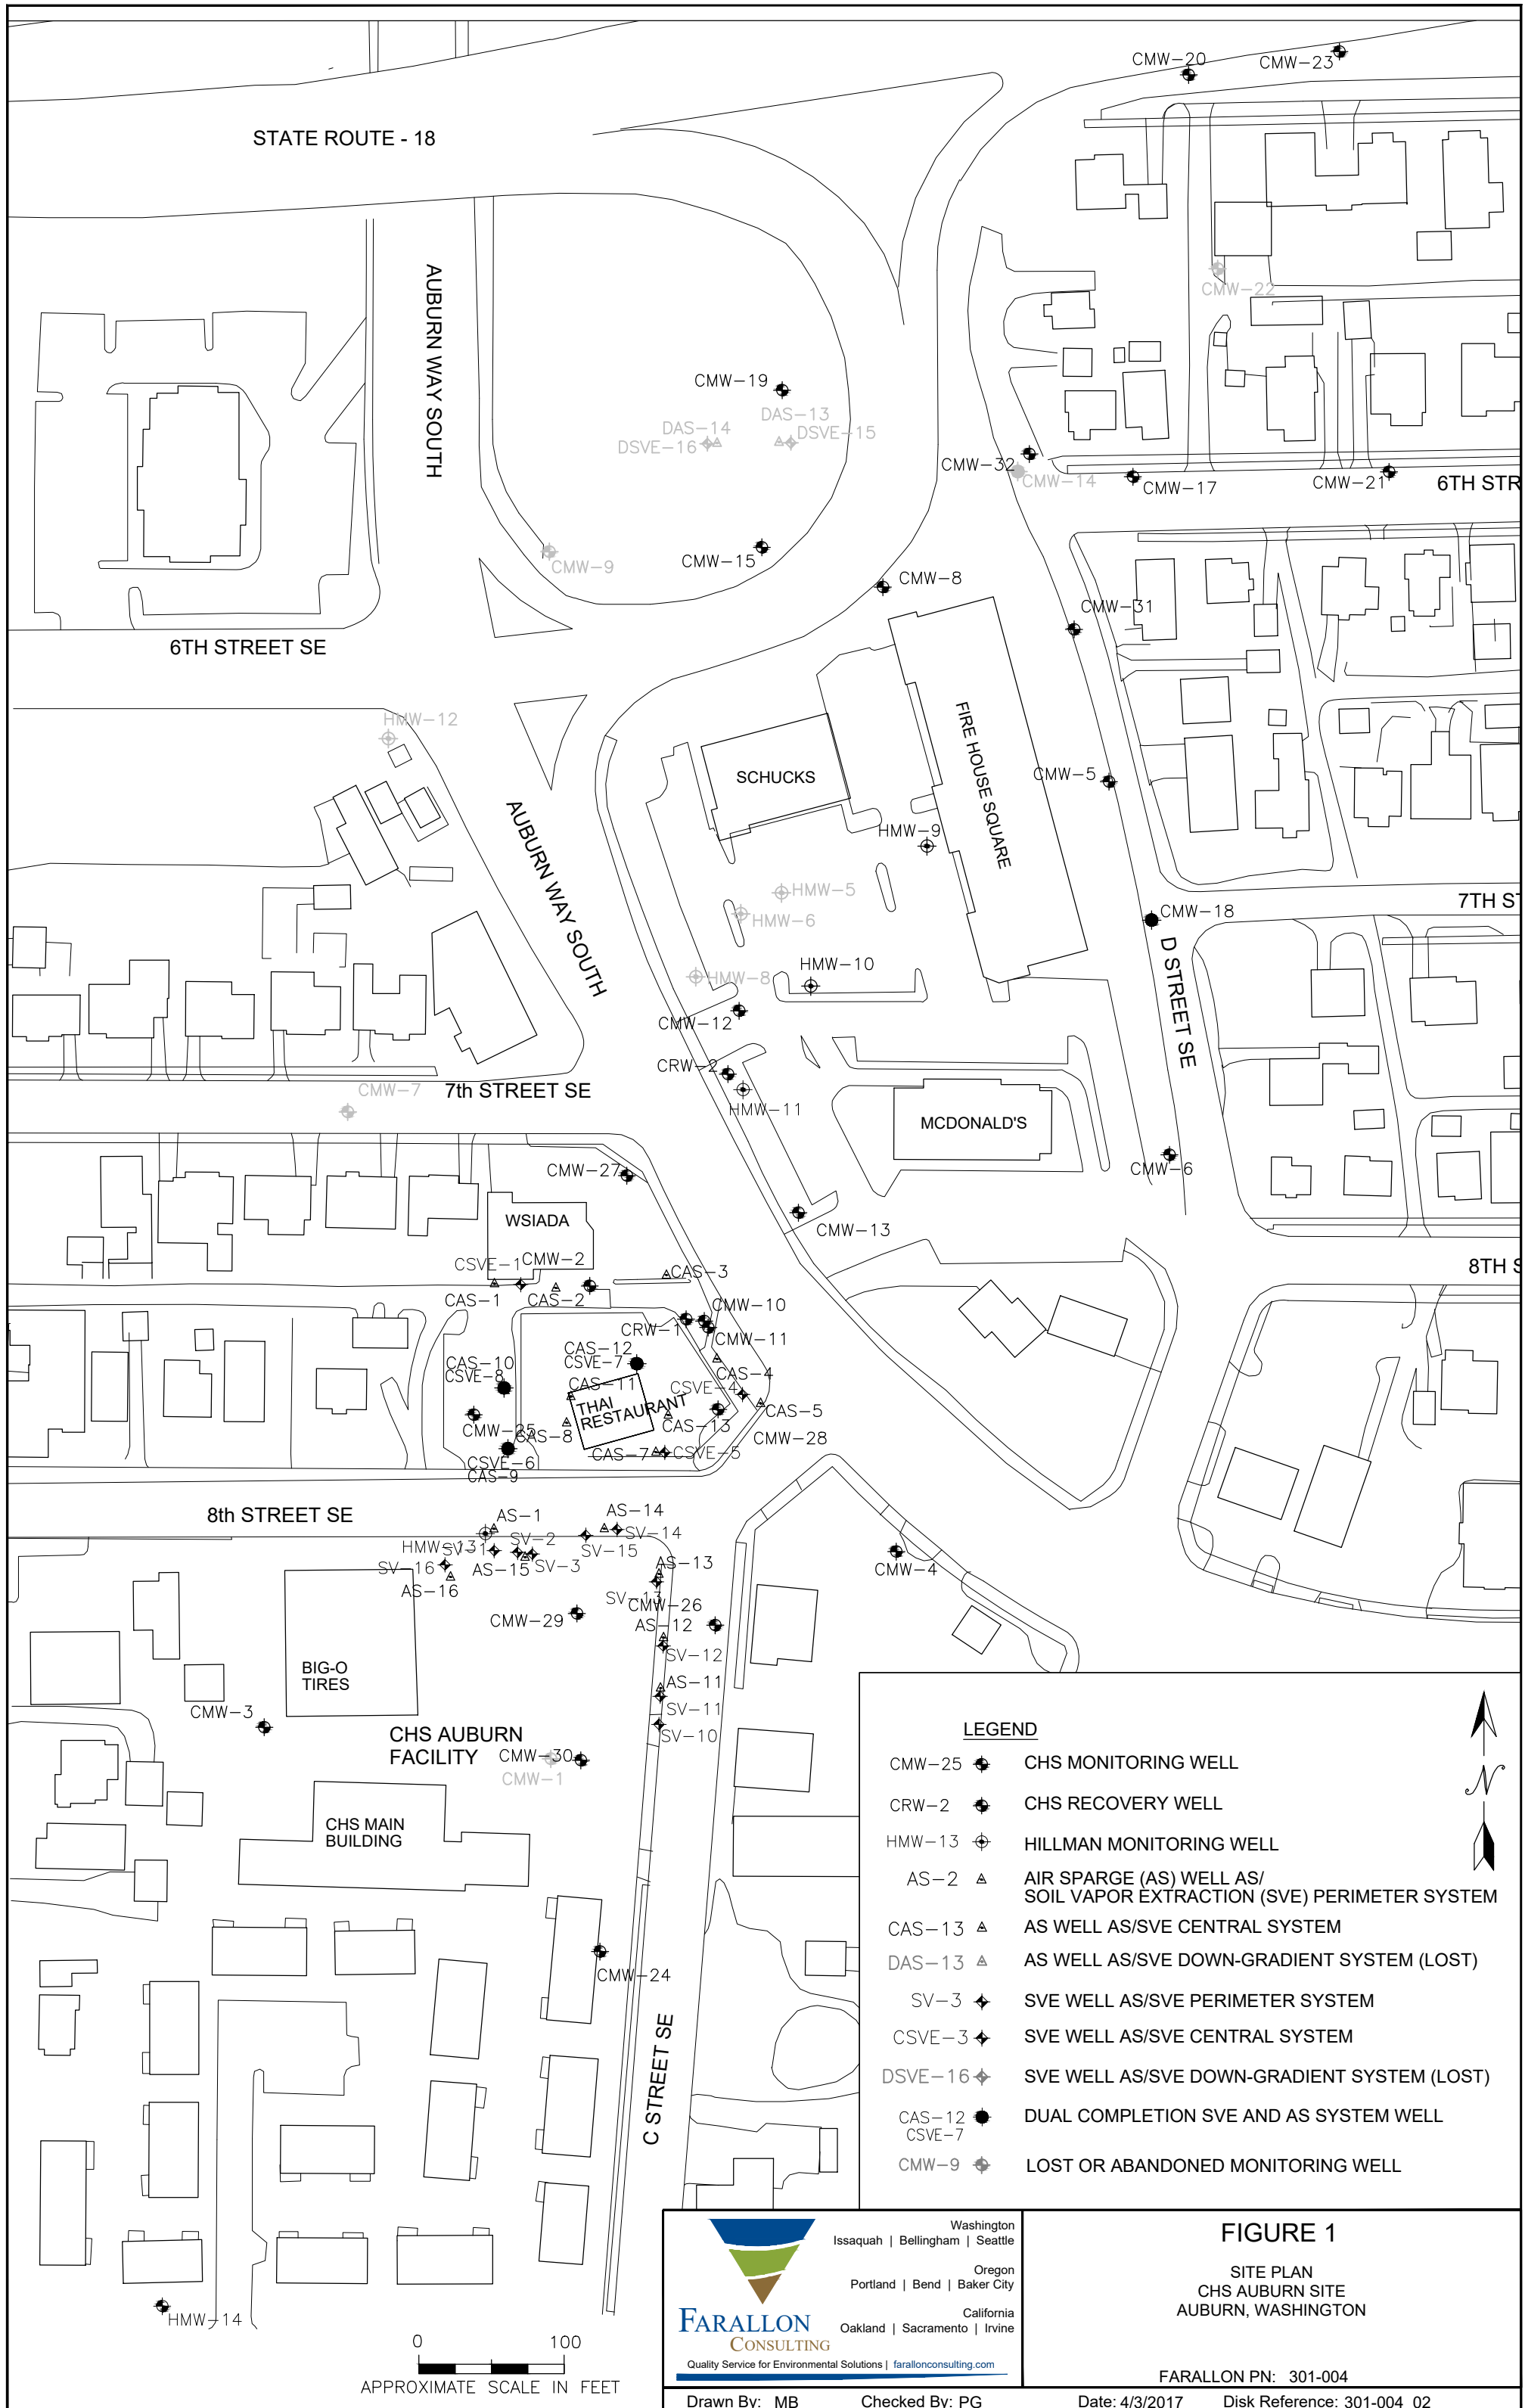 CMW-20
CMW-23
STATE ROUTE - 18
AUBURN WAY SOUTH
CMW-22
CMW-19
DAS-13
DAS-14
DSVE-15
DSVE-16
CMW-32
CMW-14
CMW-17
CMW-21
6TH STR
CMW-9
CMW-15
CMW-8
CMW-31
6TH STREET SE
HMW-12
FIRE HOUSE SQUARE
SCHUCKS
CMW-5
AUBURN WAY SOUTH
HMW-9
HMW-5
7TH ST
HMW-6
CMW-18
D STREET SE
HMW-10
HMW-8
CMW-12
CRW-2
7th STREET SE
CMW-7
HMW-11
MCDONALD'S
CMW-27
CMW-6
WSIADA
CMW-13
CSVE-1
CMW-2
CAS-3
8TH S
CAS-1
CAS-2
CMW-10
CRW-1
CMW-11
CAS-12
CSVE-7
CAS-10
CSVE-8
CAS-4
CAS-11
CSVE-4
THAI
RESTAURANT
CAS-5
CAS-13
CMW-25
CAS-8
CMW-28
CAS-7
CSVE-5
CSVE-6
CAS-9
8th STREET SE
AS-1
AS-14
SV-14
HMW-13
SV-1
SV-2
SV-15
SV-16
AS-15
SV-3
AS-13
CMW-4
AS-16
SV-13
CMW-26
CMW-29
AS-12
SV-12
BIG-O
TIRES
AS-11
CMW-3
SV-11
CHS AUBURN
FACILITY
SV-10
CMW-30
CMW-1
CHS MAIN
BUILDING
CMW-24
C STREET SE
HMW-14
0 100
APPROXIMATE SCALE IN FEET
LEGEND
CMW-25 CHS MONITORING WELL
CRW-2 CHS RECOVERY WELL
HMW-13 HILLMAN MONITORING WELL
AS-2 AIR SPARGE (AS) WELL AS/
SOIL VAPOR EXTRACTION (SVE) PERIMETER SYSTEM
CAS-13 AS WELL AS/SVE CENTRAL SYSTEM
DAS-13 AS WELL AS/SVE DOWN-GRADIENT SYSTEM (LOST)
SV-3 SVE WELL AS/SVE PERIMETER SYSTEM
CSVE-3 SVE WELL AS/SVE CENTRAL SYSTEM
DSVE-16 SVE WELL AS/SVE DOWN-GRADIENT SYSTEM (LOST)
CAS-12 DUAL COMPLETION SVE AND AS SYSTEM WELL
CSVE-7
CMW-9 LOST OR ABANDONED MONITORING WELL
N
Washington
Issaquah | Bellingham | Seattle
Oregon
Portland | Bend | Baker City
California
Oakland | Sacramento | Irvine
FARALLON
CONSULTING
Quality Service for Environmental Solutions | farallonconsulting.com
FIGURE 1
SITE PLAN
CHS AUBURN SITE
AUBURN, WASHINGTON
FARALLON PN: 301-004
Drawn By: MB Checked By: PG Date: 4/3/2017 Disk Reference: 301-004_02